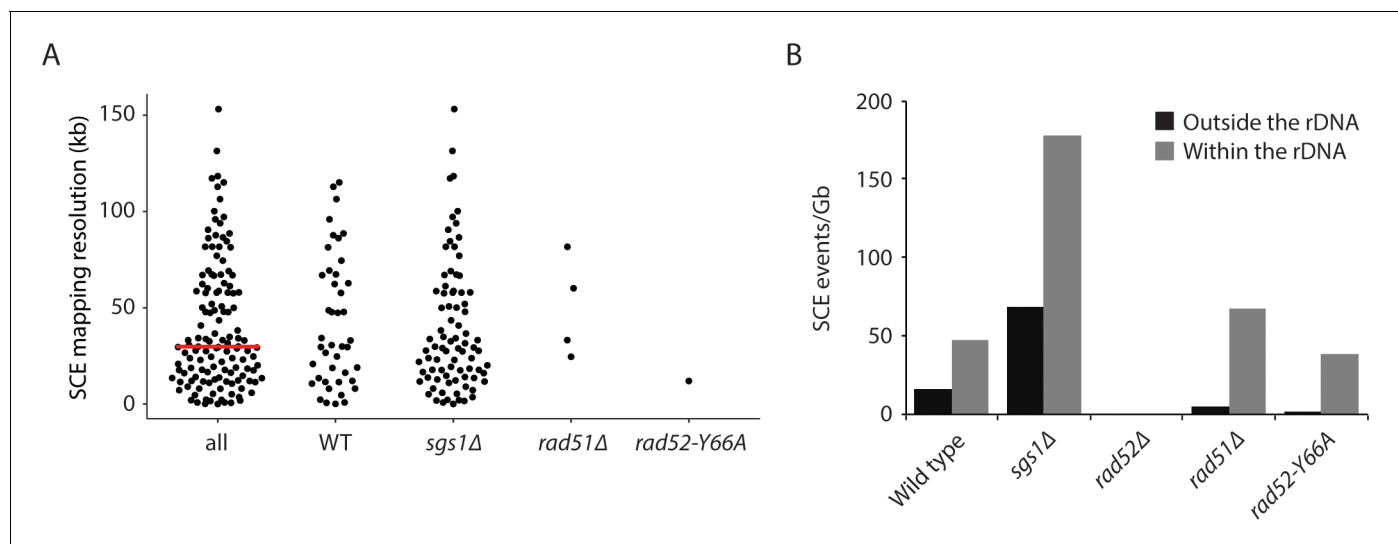 A
SCE mapping resolution (kb)
150
100
50
0
all
WT
sgs1Δ
rad51Δ
rad52-Y66A
B
SCE events/Gb
200
150
100
50
0
Outside the rDNA
Within the rDNA
Wild type
sgs1Δ
rad52Δ
rad51Δ
rad52-Y66A